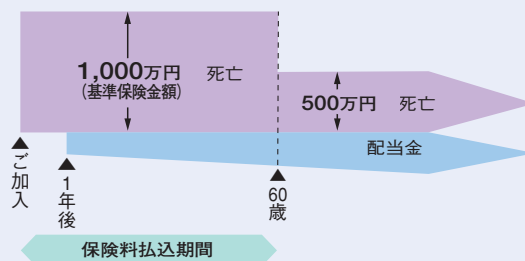 1,000万円 死亡
(基準保険金額)
500万円 死亡
配当金
ご加入
1年後
60歳
保険料払込期間